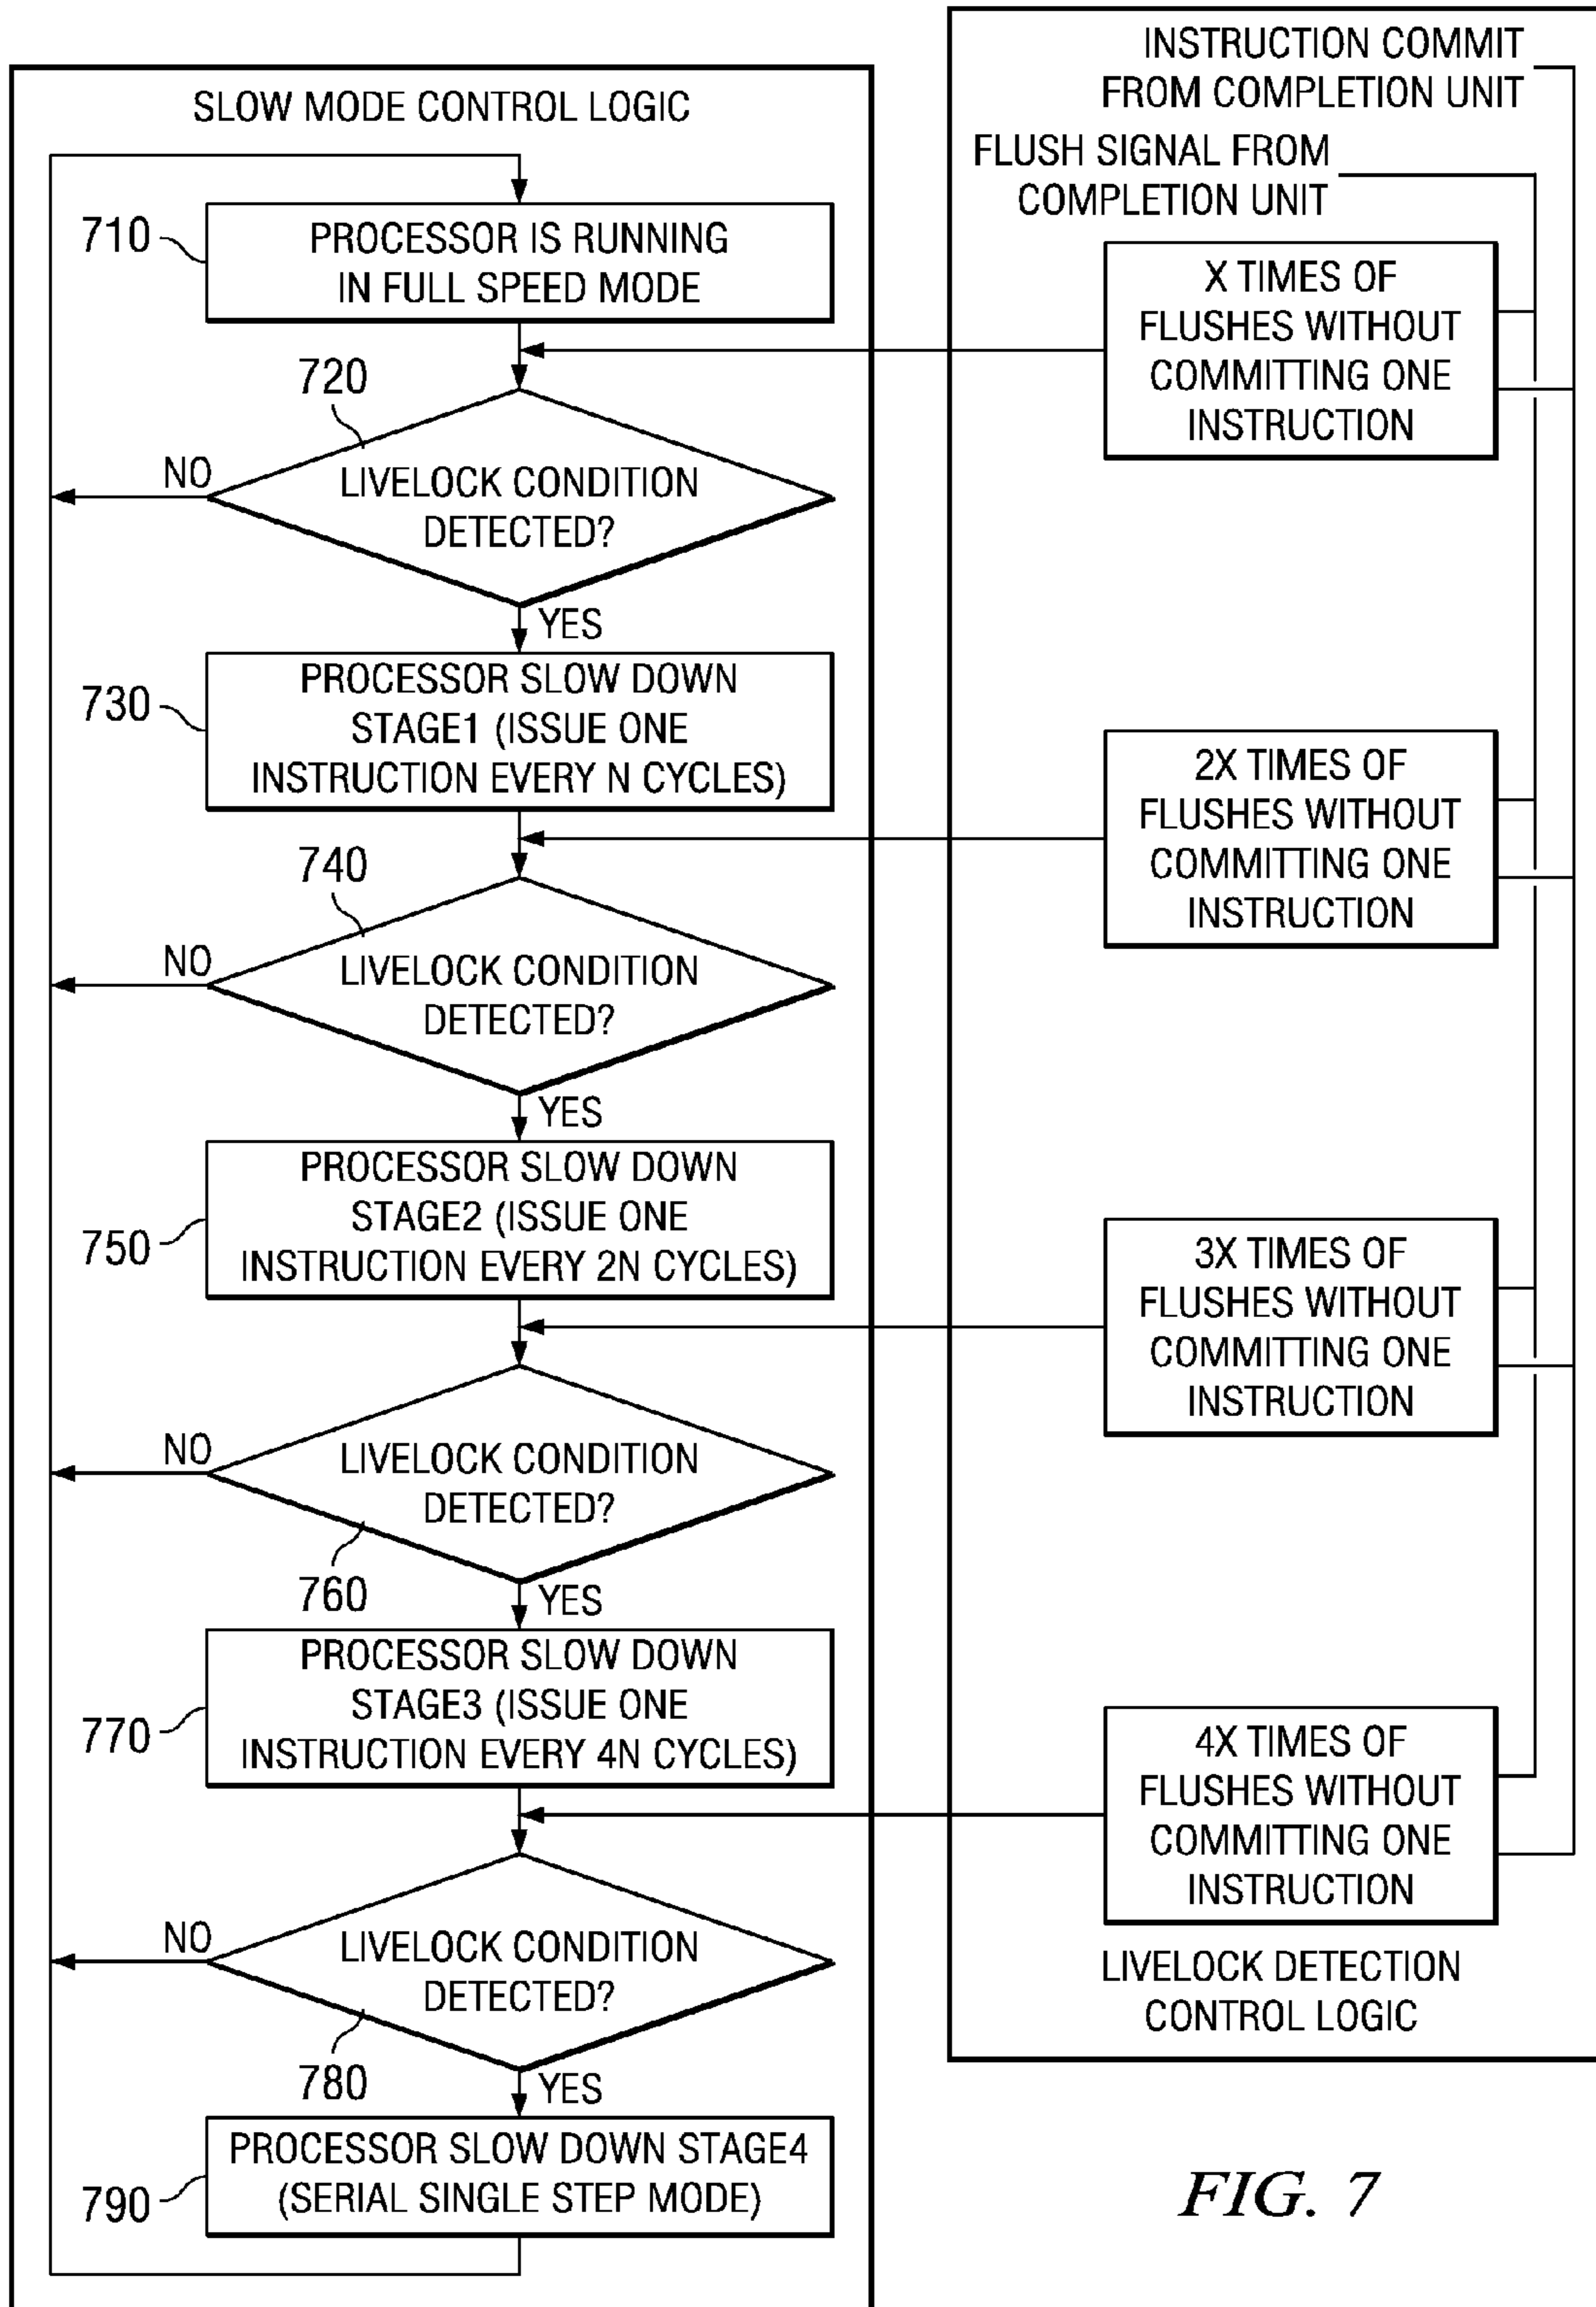 SLOW MODE CONTROL LOGIC
710
PROCESSOR IS RUNNING
IN FULL SPEED MODE
720
LIVELOCK CONDITION
DETECTED?
NO
YES
730
PROCESSOR SLOW DOWN
STAGE1 (ISSUE ONE
INSTRUCTION EVERY N CYCLES)
740
LIVELOCK CONDITION
DETECTED?
NO
YES
750
PROCESSOR SLOW DOWN
STAGE2 (ISSUE ONE
INSTRUCTION EVERY 2N CYCLES)
LIVELOCK CONDITION
DETECTED?
NO
760
YES
770
PROCESSOR SLOW DOWN
STAGE3 (ISSUE ONE
INSTRUCTION EVERY 4N CYCLES)
LIVELOCK CONDITION
DETECTED?
NO
780
YES
790
PROCESSOR SLOW DOWN STAGE4
(SERIAL SINGLE STEP MODE)
INSTRUCTION COMMIT
FROM COMPLETION UNIT
FLUSH SIGNAL FROM
COMPLETION UNIT
X TIMES OF
FLUSHES WITHOUT
COMMITTING ONE
INSTRUCTION
2X TIMES OF
FLUSHES WITHOUT
COMMITTING ONE
INSTRUCTION
3X TIMES OF
FLUSHES WITHOUT
COMMITTING ONE
INSTRUCTION
4X TIMES OF
FLUSHES WITHOUT
COMMITTING ONE
INSTRUCTION
LIVELOCK DETECTION
CONTROL LOGIC
FIG. 7